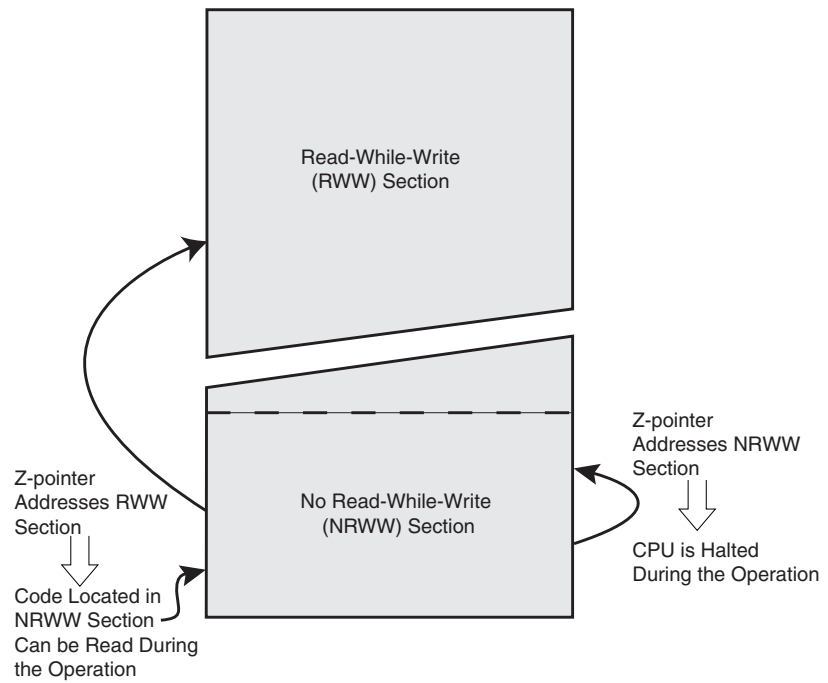 Read-While-Write
(RWW) Section
Z-pointer
Addresses NRWW
Section
CPU is Halted
During the Operation
No Read-While-Write
(NRWW) Section
Z-pointer
Addresses RWW
Section
Code Located in
NRWW Section
Can be Read During
the Operation